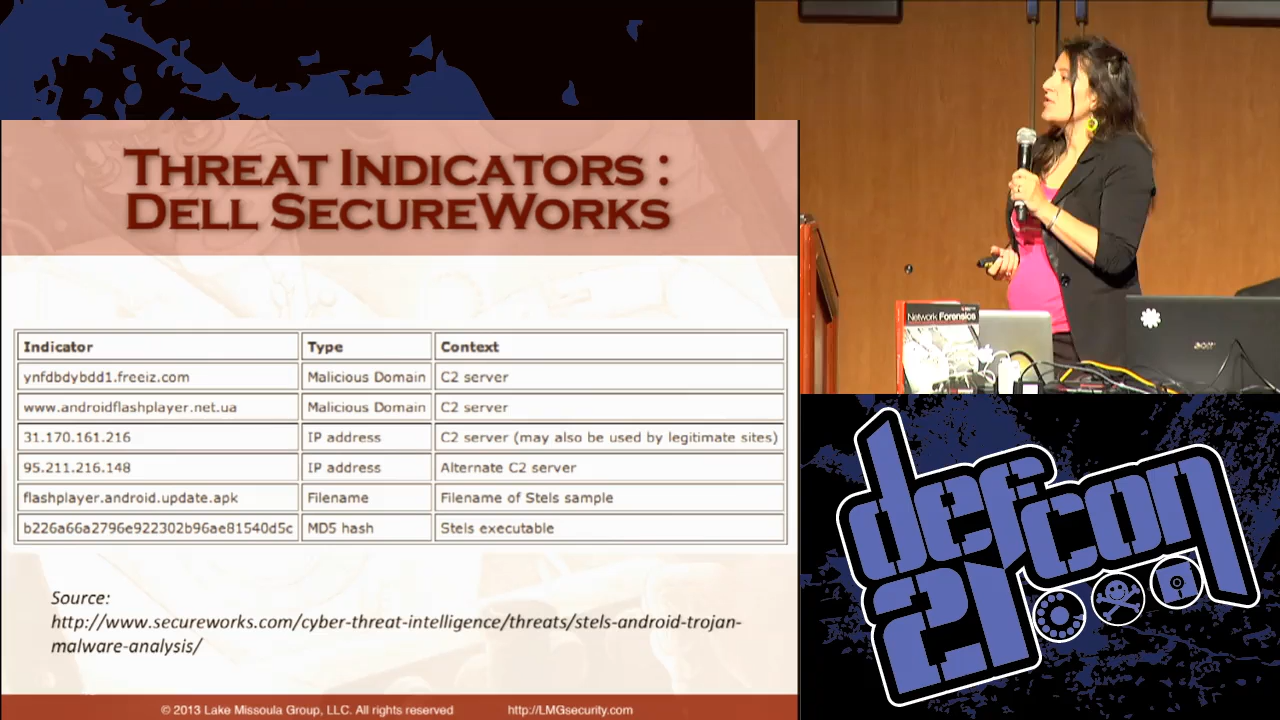 THREAT INDICATORS :
DELL SECUREWORKS
Indicator Type Context
ynfdbdybdd1.freeiz.com Malicious Domain C2 server
www.androidflashplayer.net.ua Malicious Domain C2 server
31.170.161.216 IP address C2 server (may also be used by legitimate sites)
95.211.216.148 IP address Alternate C2 server
flashplayer.android.update.apk Filename Filename of Stels sample
b226a66a2796e922302b96ae81540d5c MD5 hash Stels executable
Source:
http://www.secureworks.com/cyber-threat-intelligence/threats/stels-android-trojan-
malware-analysis/
© 2013 Lake Missoula Group, LLC. All rights reserved http://LMGsecurity.com
Network Forensics
acer
defcon
21